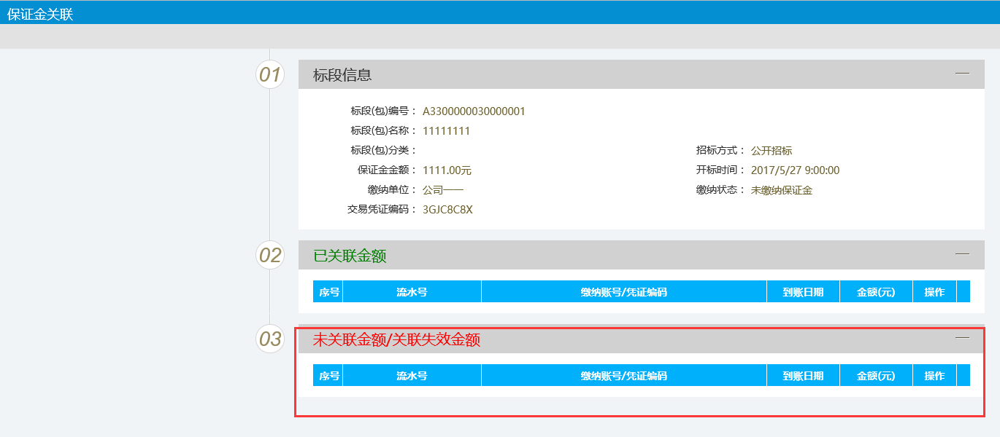 保证金关联
01 标段信息
标段(包)编号： A3300000030000001
标段(包)名称： 11111111
标段(包)分类： 招标方式： 公开招标
保证金金额： 1111.00元 开标时间： 2017/5/27 9:00:00
缴纳单位： 公司一一 缴纳状态： 未缴纳保证金
交易凭证编码： 3GJC8C8X
02 已关联金额
序号 流水号 缴纳账号/凭证编码 到账日期 金额(元) 操作
03 未关联金额/关联失效金额
序号 流水号 缴纳账号/凭证编码 到账日期 金额(元) 操作